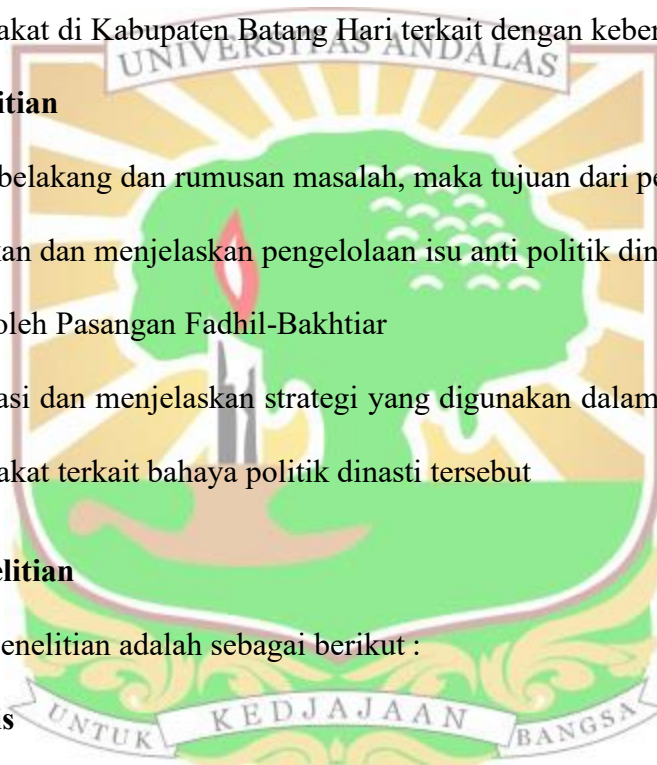 akat di Kabupaten Batang Hari terkait dengan keber
UNIVERSITAS ANDALAS
itian
belakang dan rumusan masalah, maka tujuan dari pe
kan dan menjelaskan pengelolaan isu anti politik din
oleh Pasangan Fadhil-Bakhtiar
asi dan menjelaskan strategi yang digunakan dalam
akat terkait bahaya politik dinasti tersebut
elitian
enelitian adalah sebagai berikut :
is
UNTUK KEDJAJAAN BANGSA